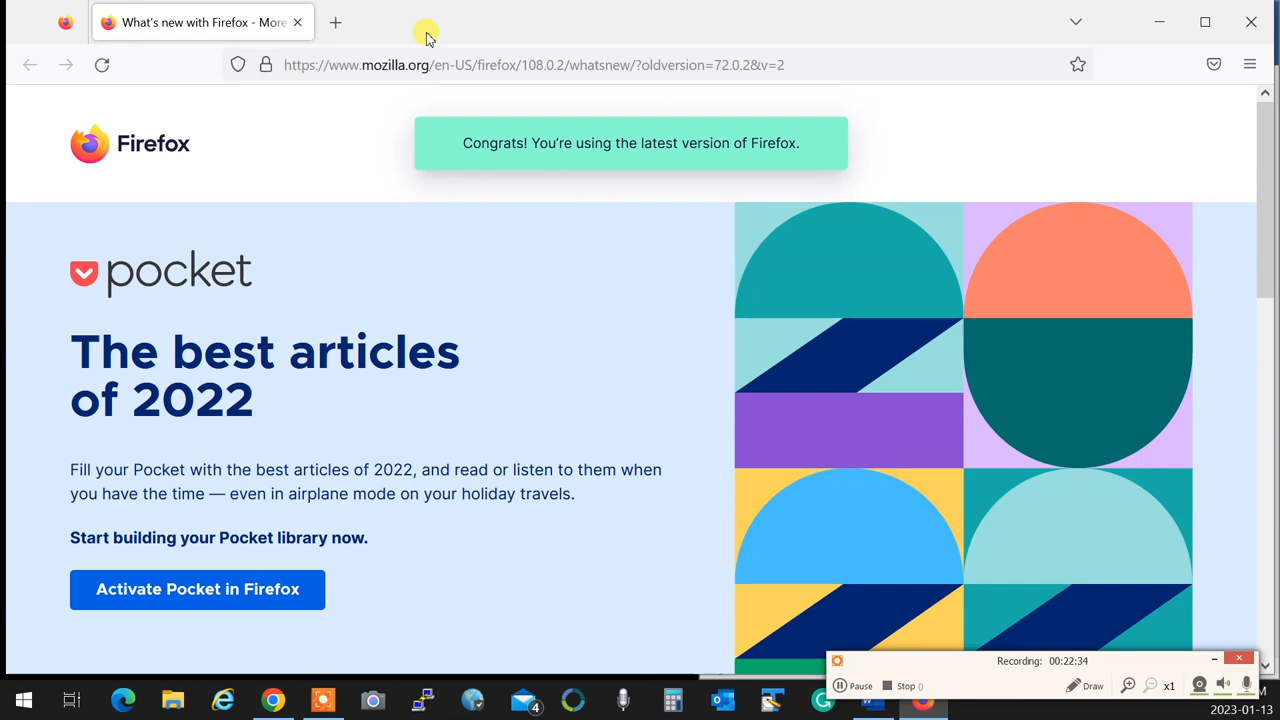 What's new with Firefox - More
https://www.mozilla.org/en-US/firefox/108.0.2/whatsnew/?oldversion=72.0.2&v=2
Firefox
Congrats! You're using the latest version of Firefox.
pocket
The best articles
of 2022
Fill your Pocket with the best articles of 2022, and read or listen to them when
you have the time — even in airplane mode on your holiday travels.
Start building your Pocket library now.
Activate Pocket in Firefox
Recording: 00:22:34
Pause
Stop ()
Draw
x1
4
M
2023-01-13